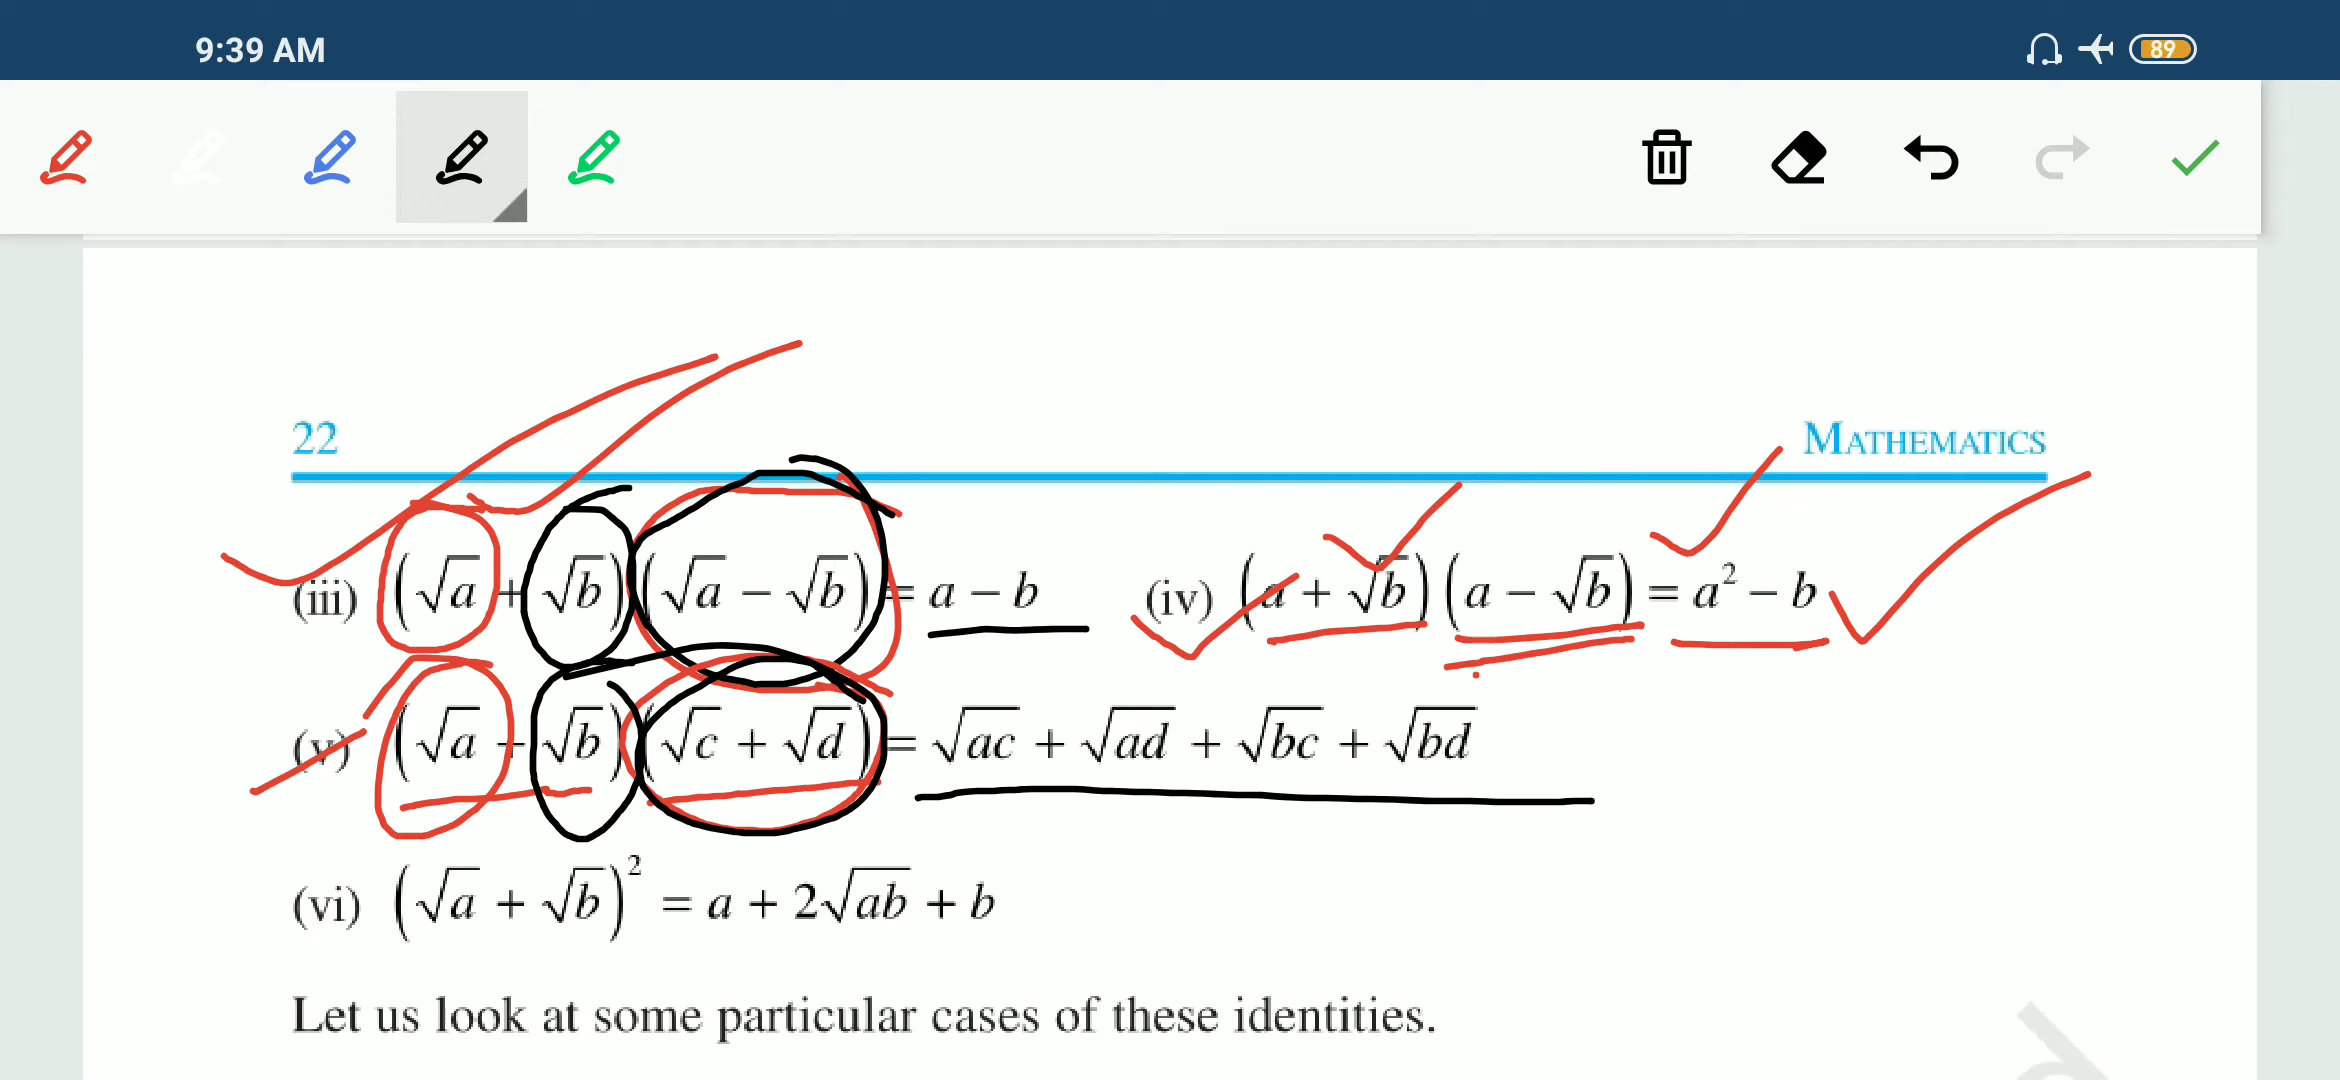 9:39 AM
89
22 MATHEMATICS
(iii) (√a + √b)(√a − √b) = a − b (iv) (a + √b)(a − √b) = a² − b
(v) (√a + √b)(√c + √d) = √ac + √ad + √bc + √bd
(vi) (√a + √b)² = a + 2√ab + b
Let us look at some particular cases of these identities.